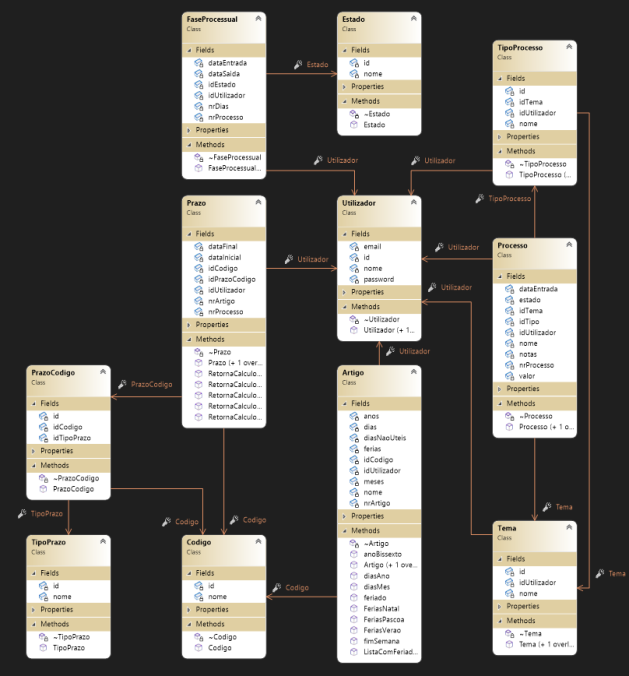 FaseProcessual
Class
Fields
dataEntrada
dataSaida
idEstado
idUtilizador
nrDias
nrProcesso
Properties
Methods
~FaseProcessual
FaseProcessual...
Estado
Estado
Class
Fields
id
nome
Properties
Methods
~Estado
Estado
TipoProcesso
Class
Fields
id
idTema
idUtilizador
nome
Properties
Methods
~TipoProcesso
TipoProcesso (...
Utilizador
Utilizador
TipoProcesso
Prazo
Class
Fields
dataFinal
dataInicial
idCodigo
idPrazoCodigo
idUtilizador
nrArtigo
nrProcesso
Properties
Methods
~Prazo
Prazo (+ 1 over...
RetornaCalculo...
RetornaCalculo...
RetornaCalculo...
RetornaCalculo...
RetornaCalculo...
Utilizador
Utilizador
Class
Fields
email
id
nome
password
Properties
Methods
~Utilizador
Utilizador (+ 1...
Utilizador
Utilizador
Utilizador
Processo
Class
Fields
dataEntrada
estado
idTema
idTipo
idUtilizador
nome
notas
nrProcesso
valor
Properties
Methods
~Processo
Processo (+ 1 o...
PrazoCodigo
Class
Fields
id
idCodigo
idTipoPrazo
Properties
Methods
~PrazoCodigo
PrazoCodigo
PrazoCodigo
Artigo
Class
Fields
anos
dias
diasNaoUteis
ferias
idCodigo
idUtilizador
meses
nome
nrArtigo
Properties
Methods
~Artigo
anoBissexto
Artigo (+ 1 ove...
diasAno
diasMes
feriado
FeriasNatal
FeriasPascoa
FeriasVerao
fimSemana
ListaComFeriad...
TipoPrazo
Codigo
Codigo
Tema
TipoPrazo
Class
Fields
id
nome
Properties
Methods
~TipoPrazo
TipoPrazo
Codigo
Class
Fields
id
nome
Properties
Methods
~Codigo
Codigo
Codigo
Tema
Class
Fields
id
idUtilizador
nome
Properties
Methods
~Tema
Tema (+ 1 overl...
Tema